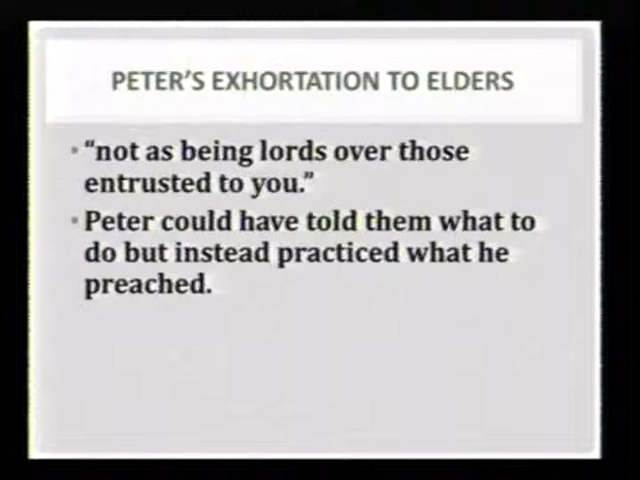 PETER'S EXHORTATION TO ELDERS
• "not as being lords over those
entrusted to you."
• Peter could have told them what to
do but instead practiced what he
preached.